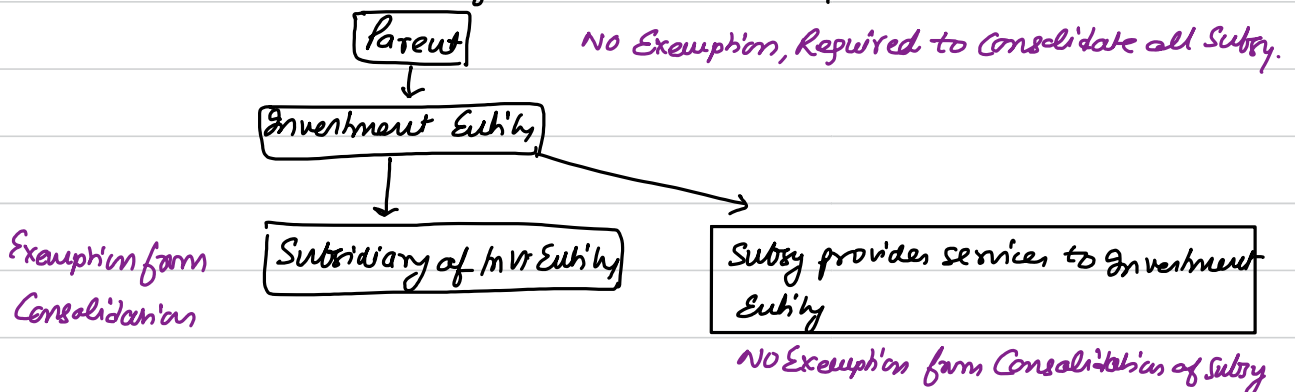 Parent
No Exemption, Required to Consolidate all Subsy.
Investment Entity
Exemption from
Consolidation
Subsidiary of Invt Entity
Subsy provides services to Investment
Entity
NO Exemption from Consolidation of Subsy